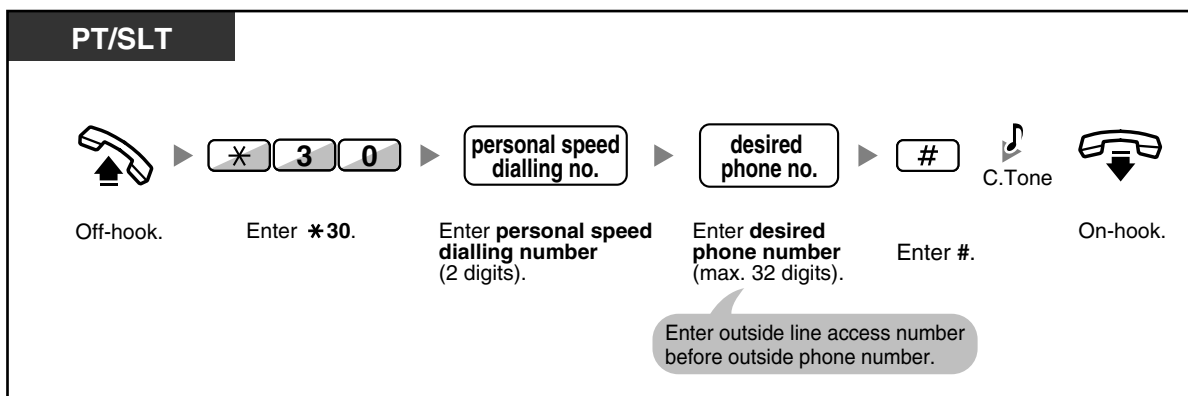 PT/SLT
✳ 3 0
personal speed
dialling no.
desired
phone no.
#
C.Tone
Off-hook.
Enter ✳30.
Enter personal speed
dialling number
(2 digits).
Enter desired
phone number
(max. 32 digits).
Enter #.
On-hook.
Enter outside line access number
before outside phone number.